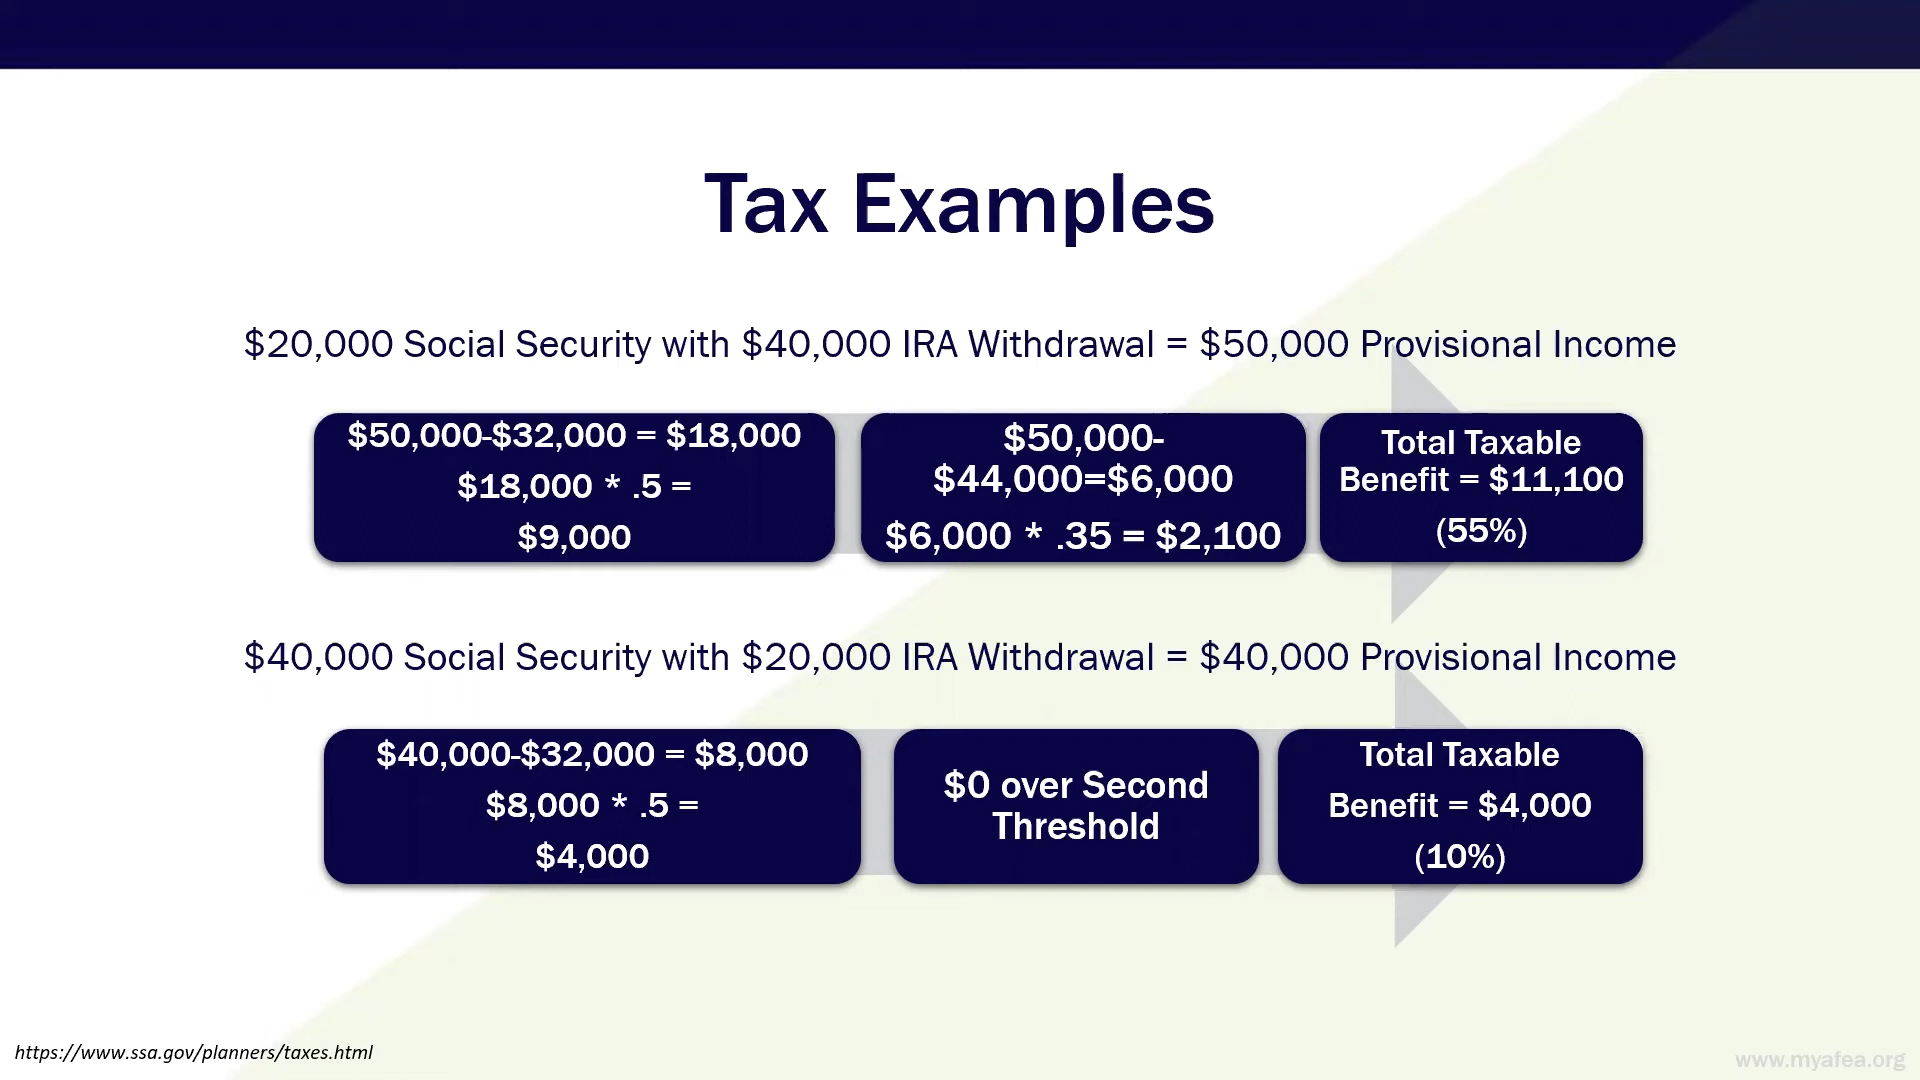 Tax Examples
$20,000 Social Security with $40,000 IRA Withdrawal = $50,000 Provisional Income
$50,000-$32,000 = $18,000
$18,000 * .5 =
$9,000
$50,000-
$44,000=$6,000
$6,000 * .35 = $2,100
Total Taxable
Benefit = $11,100
(55%)
$40,000 Social Security with $20,000 IRA Withdrawal = $40,000 Provisional Income
$40,000-$32,000 = $8,000
$8,000 * .5 =
$4,000
$0 over Second
Threshold
Total Taxable
Benefit = $4,000
(10%)
https://www.ssa.gov/planners/taxes.html
www.myafea.org